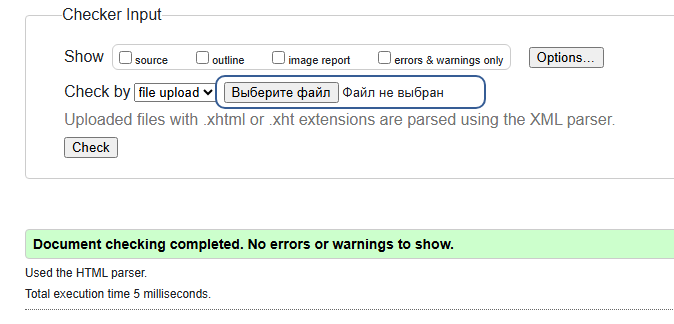 Checker Input
Show source outline image report errors & warnings only Options...
Check by file upload Выберите файл Файл не выбран
Uploaded files with .xhtml or .xht extensions are parsed using the XML parser.
Check
Document checking completed. No errors or warnings to show.
Used the HTML parser.
Total execution time 5 milliseconds.